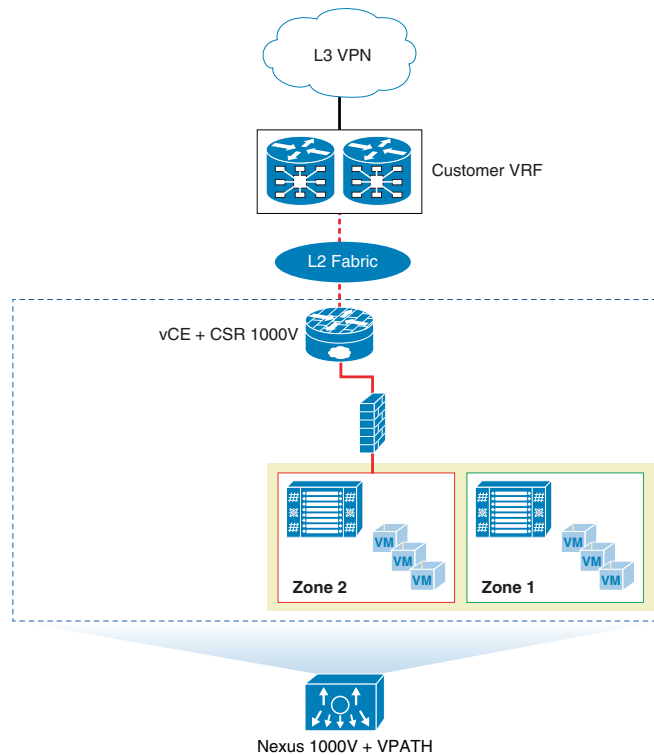 L3 VPN
Customer VRF
L2 Fabric
vCE + CSR 1000V
VM
VM
VM
Zone 2
VM
VM
VM
Zone 1
Nexus 1000V + VPATH